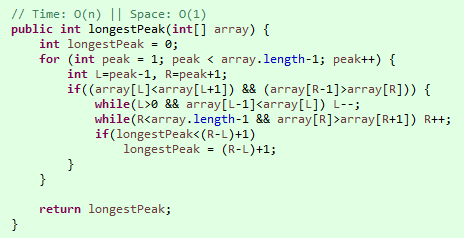 // Time: O(n) || Space: O(1)
public int longestPeak(int[] array) {
    int longestPeak = 0;
    for (int peak = 1; peak < array.length-1; peak++) {
        int L=peak-1, R=peak+1;
        if((array[L]<array[L+1]) && (array[R-1]>array[R])) {
            while(L>0 && array[L-1]<array[L]) L--;
            while(R<array.length-1 && array[R]>array[R+1]) R++;
            if(longestPeak<(R-L)+1)
                longestPeak = (R-L)+1;
        }
    }
    return longestPeak;
}